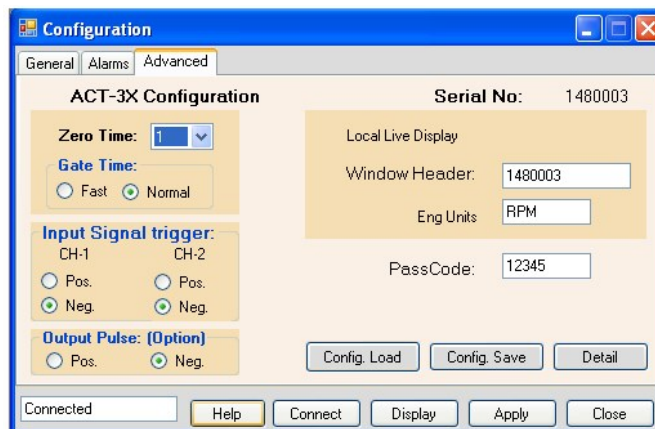 Configuration
General Alarms Advanced
ACT-3X Configuration
Serial No: 1480003
Zero Time: 1
Gate Time:
Fast Normal
Local Live Display
Window Header: 1480003
Eng Units RPM
Input Signal trigger:
CH-1 CH-2
Pos. Pos.
Neg. Neg.
PassCode: 12345
Output Pulse: (Option)
Pos. Neg.
Config. Load Config. Save Detail
Connected Help Connect Display Apply Close